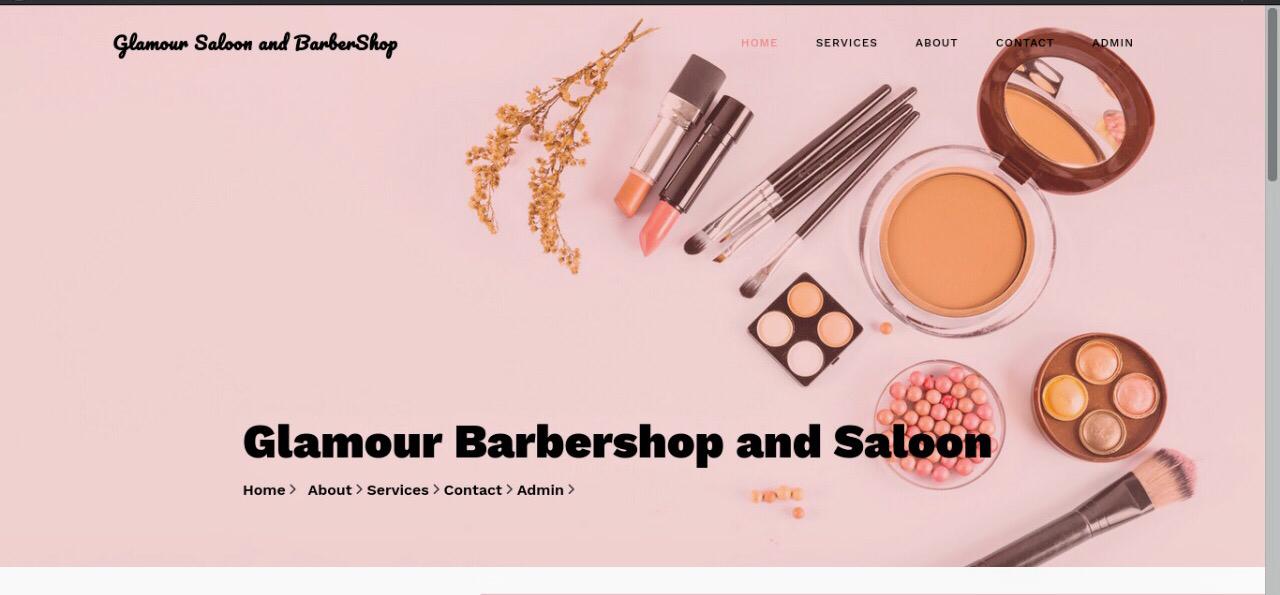 Glamour Saloon and BarberShop
HOME SERVICES ABOUT CONTACT ADMIN
Glamour Barbershop and Saloon
Home > About > Services > Contact > Admin >